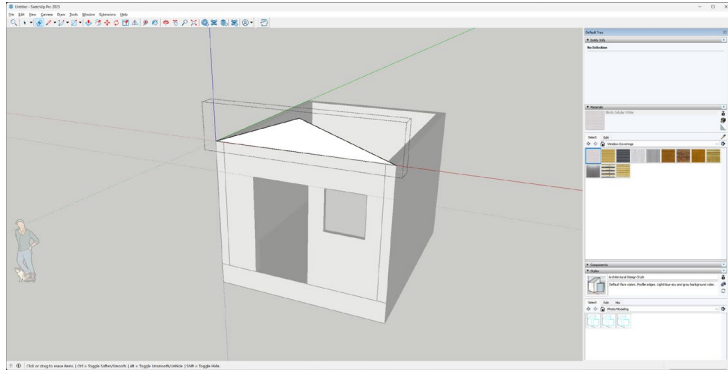 Untitled - SketchUp Pro 2025
File Edit View Camera Draw Tools Window Extensions Help
Default Tray
Entity Info
No Selection
Materials
Select Edit
Window Coverings
Components
Styles
Architectural Design Style
Default face colors. Profile edges. Light blue sky and gray background color.
Select Edit Mix
Photo Modeling
Click or drag to erase items. | Ctrl = Toggle Soften/Smooth | Alt = Toggle Unsmooth/Unhide | Shift = Toggle Hide.